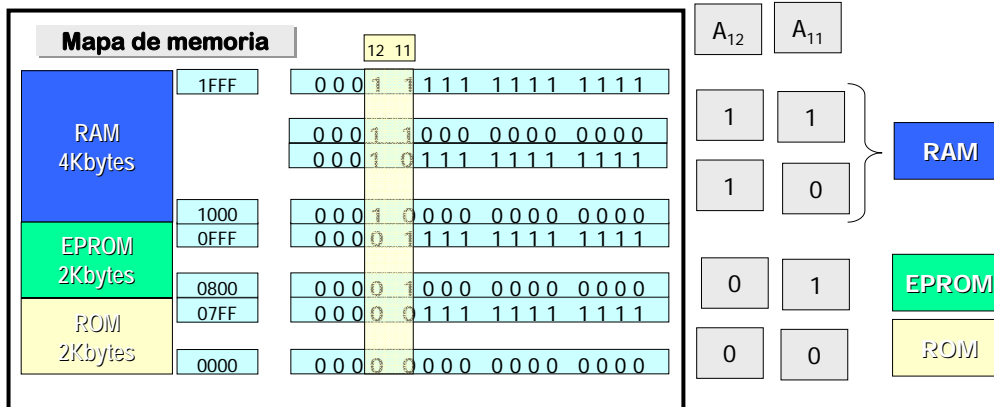 Mapa de memoria
12 11
A12 A11
1FFF 0001 1111 1111 1111
RAM
4Kbytes
0001 1000 0000 0000
0001 0111 1111 1111
1 1
1 0
RAM
1000 0001 0000 0000 0000
0FFF 0000 1111 1111 1111
EPROM
2Kbytes
0800 0000 1000 0000 0000
07FF 0000 0111 1111 1111
0 1 EPROM
ROM
2Kbytes
0000 0000 0000 0000 0000
0 0 ROM